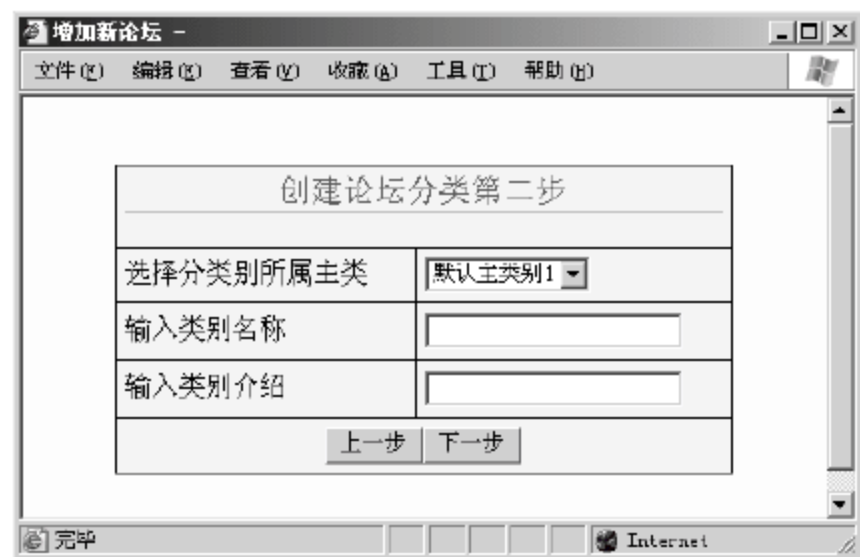 增加新论坛 -
文件(F) 编辑(E) 查看(V) 收藏(A) 工具(T) 帮助(H)
创建论坛分类第二步
选择分类别所属主类 默认主类别1
输入类别名称
输入类别介绍
上一步 下一步
完毕 Internet